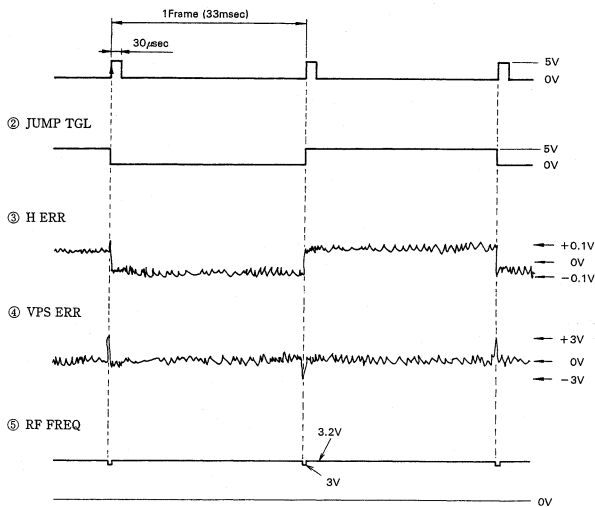 1Frame (33msec)
30μsec
5V
0V
② JUMP TGL
5V
0V
③ H ERR
+0.1V
0V
−0.1V
④ VPS ERR
+3V
0V
−3V
⑤ RF FREQ
3.2V
3V
0V